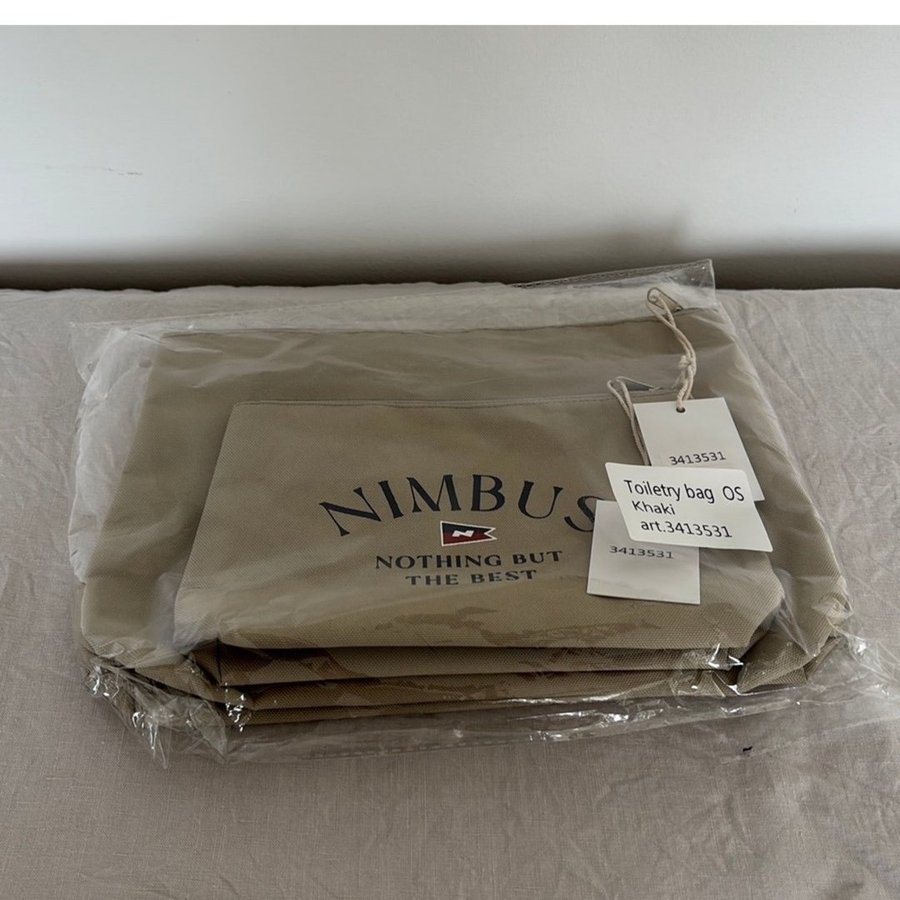 NIMBUS
N
NOTHING BUT
THE BEST
3413531
Toiletry bag OS
Khaki
art.3413531
3413531